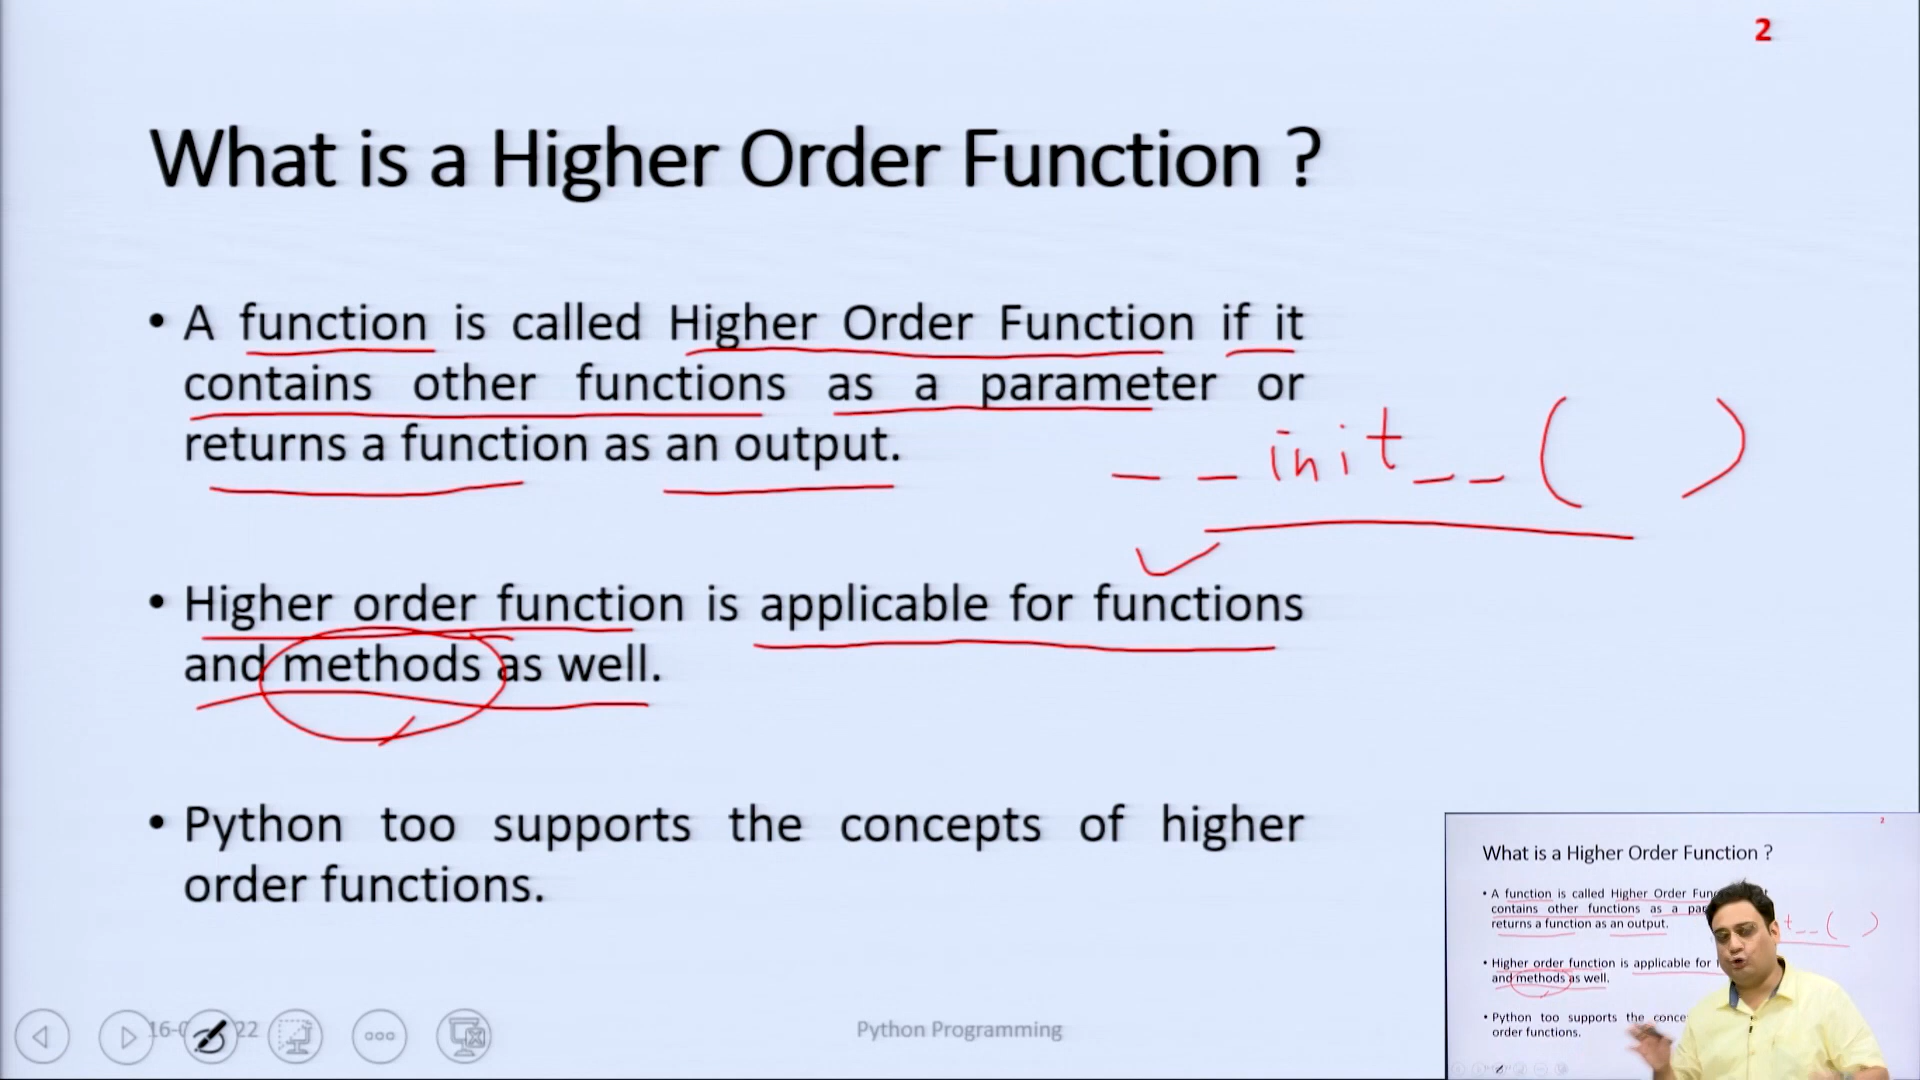 2
What is a Higher Order Function ?
• A function is called Higher Order Function if it
contains other functions as a parameter or
returns a function as an output.
__init__( )
• Higher order function is applicable for functions
and methods as well.
• Python too supports the concepts of higher
order functions.
22
Python Programming
2
What is a Higher Order Function ?
• A function is called Higher Order
contains other functions as a
returns a function as an output.
t__( )
• Higher order function is applicable for
and methods as well.
• Python too supports the
order functions.